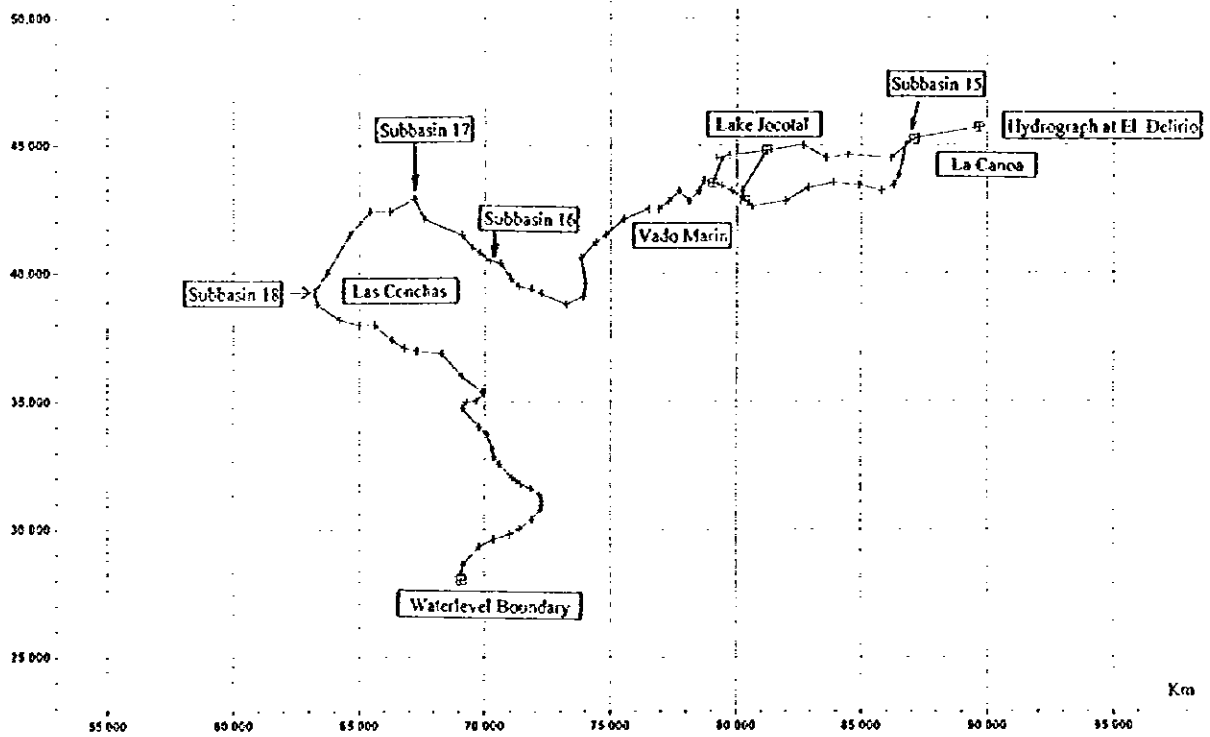 50 000
Subbasin 15
Lake Jocotal
Hydrograph at El Delirio
Subbasin 17
45 000
La Canoa
Subbasin 16
Vado Marin
40 000
Subbasin 18
Las Conchas
35 000
30 000
Waterlevel Boundary
25 000
Km
55 000 60 000 65 000 70 000 75 000 80 000 85 000 90 000 95 000